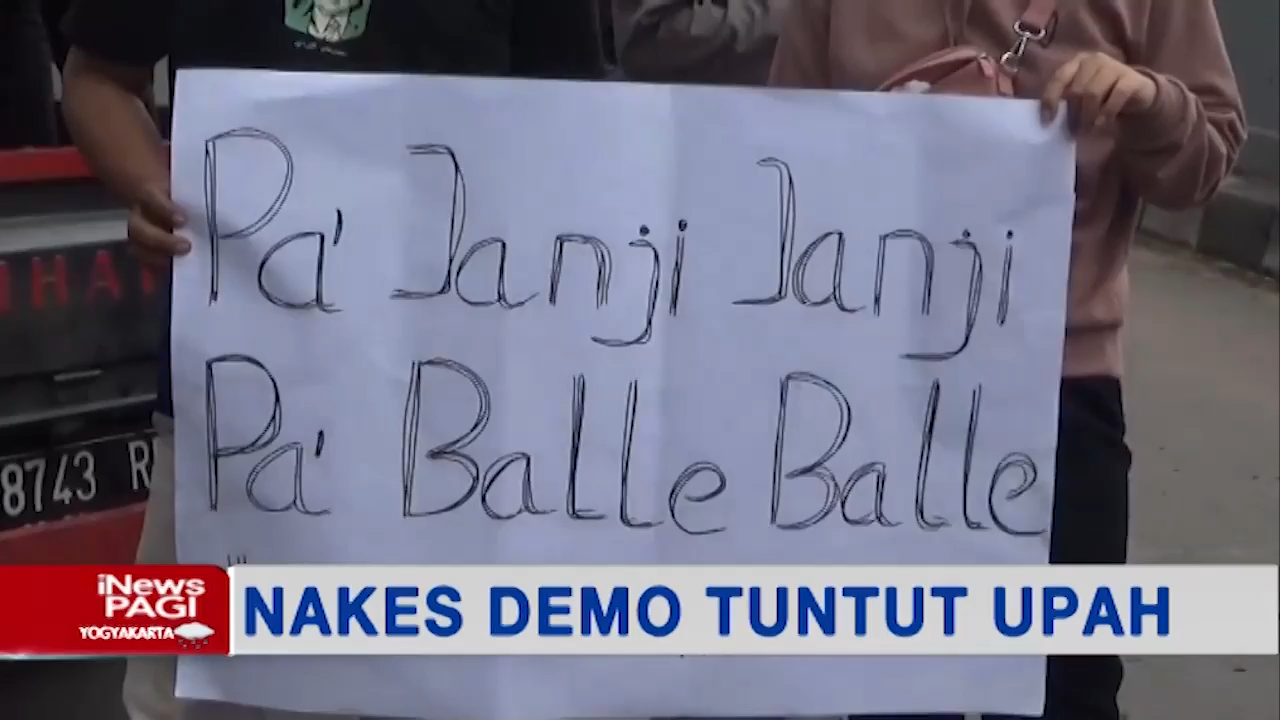 Pa' Janji Janji
Pa' Balle Balle
8743 R
iNews
PAGI
YOGYAKARTA
NAKES DEMO TUNTUT UPAH